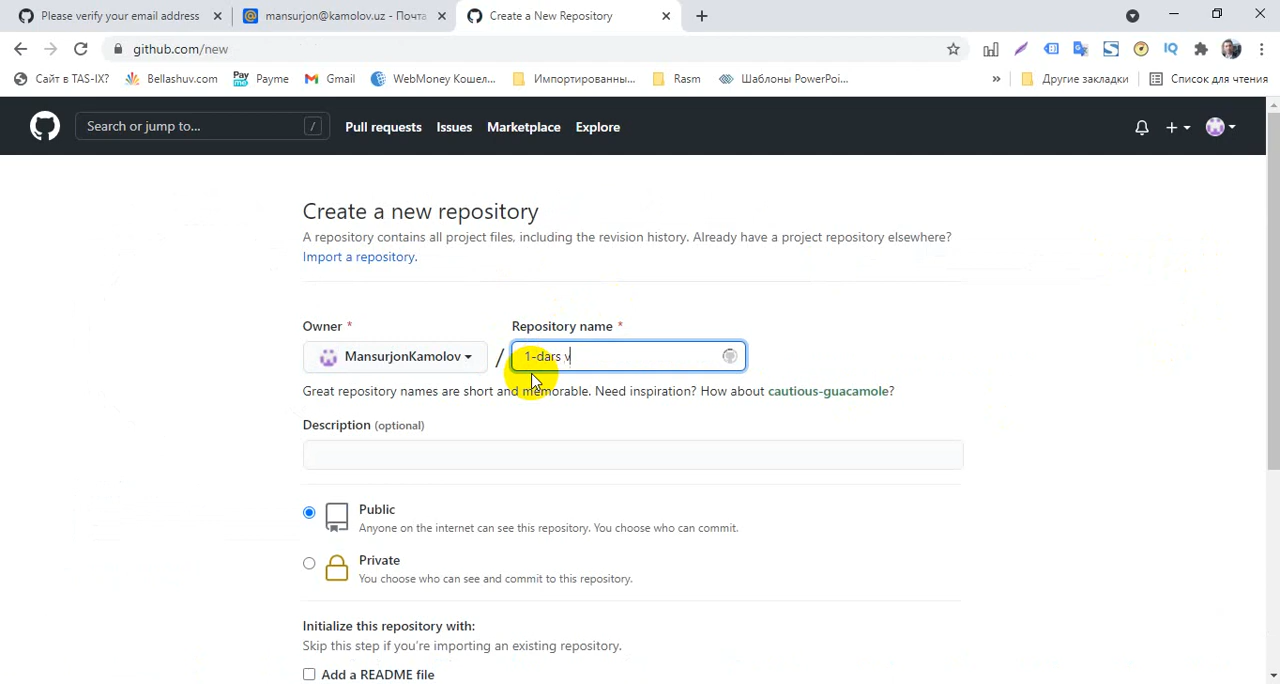 Please verify your email address
mansurjon@kamolov.uz - Почта
Create a New Repository
github.com/new
Сайт в TAS-IX?
Bellashuv.com
Pay me
Payme
Gmail
WebMoney Кошел...
Импортированны...
Rasm
Шаблоны PowerPoi...
»
Другие закладки
Список для чтения
Search or jump to...
/
Pull requests
Issues
Marketplace
Explore
Create a new repository
A repository contains all project files, including the revision history. Already have a project repository elsewhere?
Import a repository.
Owner *
Repository name *
MansurjonKamolov
/
1-dars v
Great repository names are short and memorable. Need inspiration? How about cautious-guacamole?
Description (optional)
Public
Anyone on the internet can see this repository. You choose who can commit.
Private
You choose who can see and commit to this repository.
Initialize this repository with:
Skip this step if you're importing an existing repository.
Add a README file